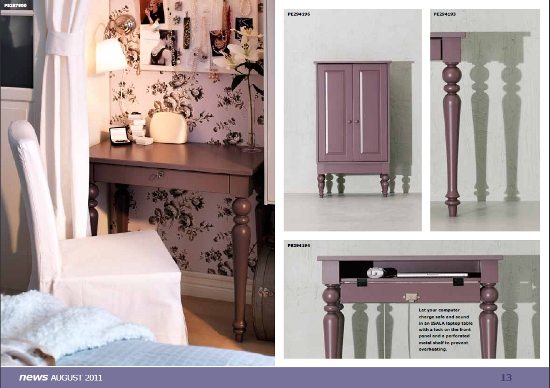 PE287600
PE294195
PE294193
PE294194
Let your computer
charge safe and sound
in an ISALA laptop table
with a lock on the front
panel and a perforated
metal shelf to prevent
overheating.
news AUGUST 2011
13